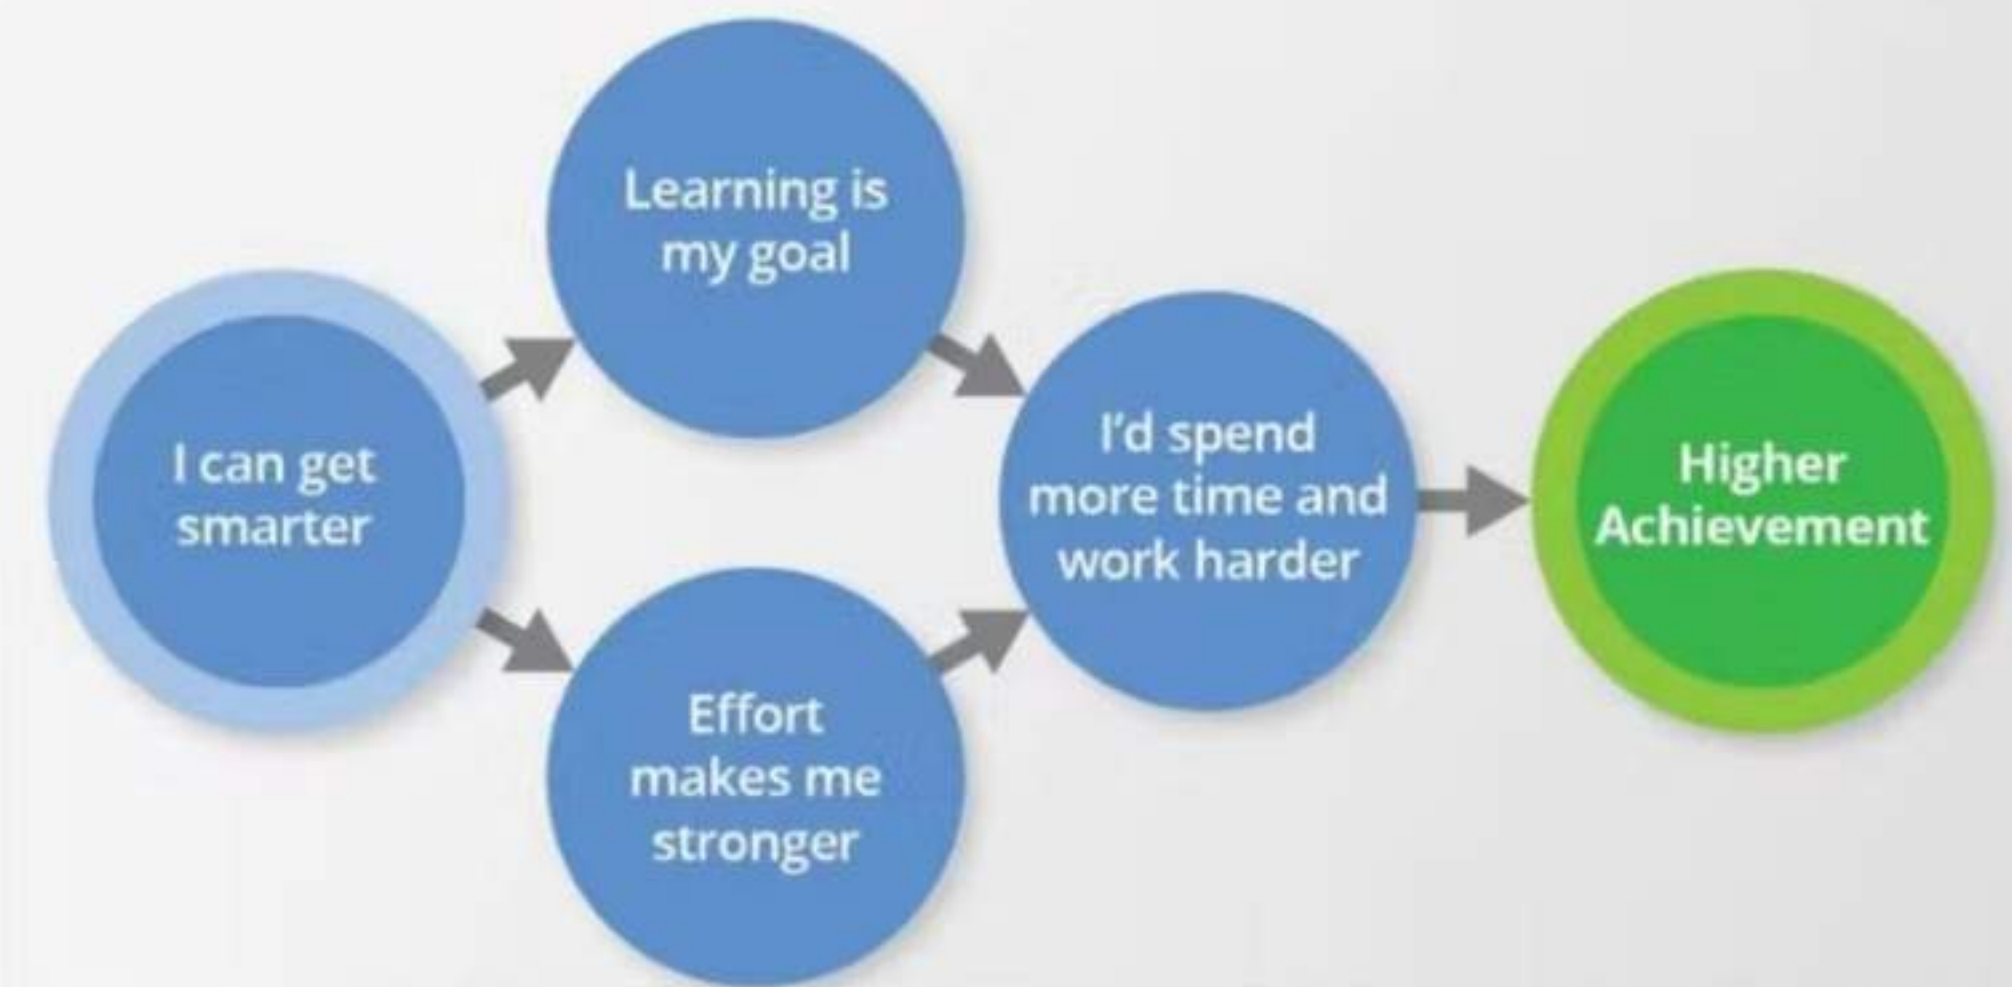 Learning is
my goal
I can get
smarter
Effort
makes me
stronger
I'd spend
more time and
work harder
Higher
Achievement